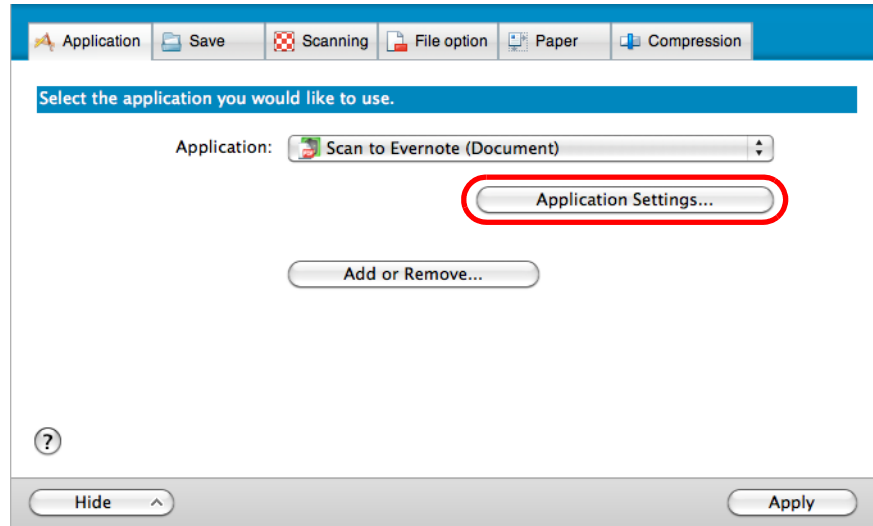 Application Save Scanning File option Paper Compression
Select the application you would like to use.
Application: Scan to Evernote (Document)
Application Settings...
Add or Remove...
?
Hide Apply